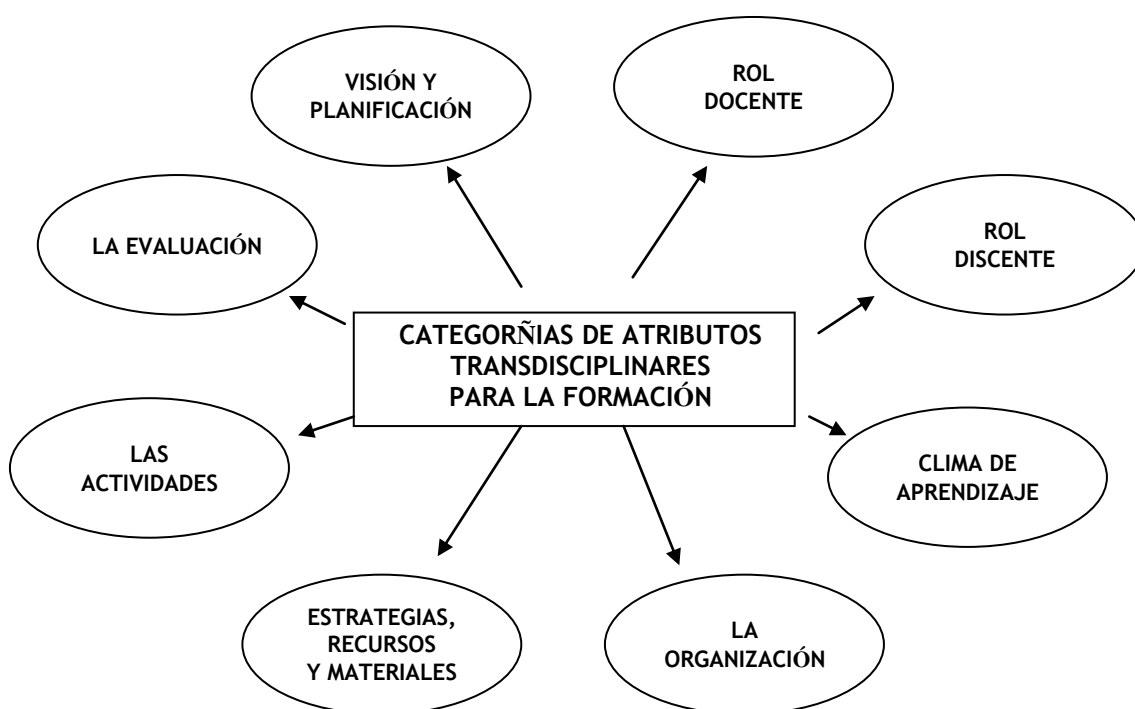 VISIÓN Y
PLANIFICACIÓN
ROL
DOCENTE
LA EVALUACIÓN
ROL
DISCENTE
CATEGORÑIAS DE ATRIBUTOS
TRANSDISCIPLINARES
PARA LA FORMACIÓN
LAS
ACTIVIDADES
CLIMA DE
APRENDIZAJE
ESTRATEGIAS,
RECURSOS
Y MATERIALES
LA
ORGANIZACIÓN